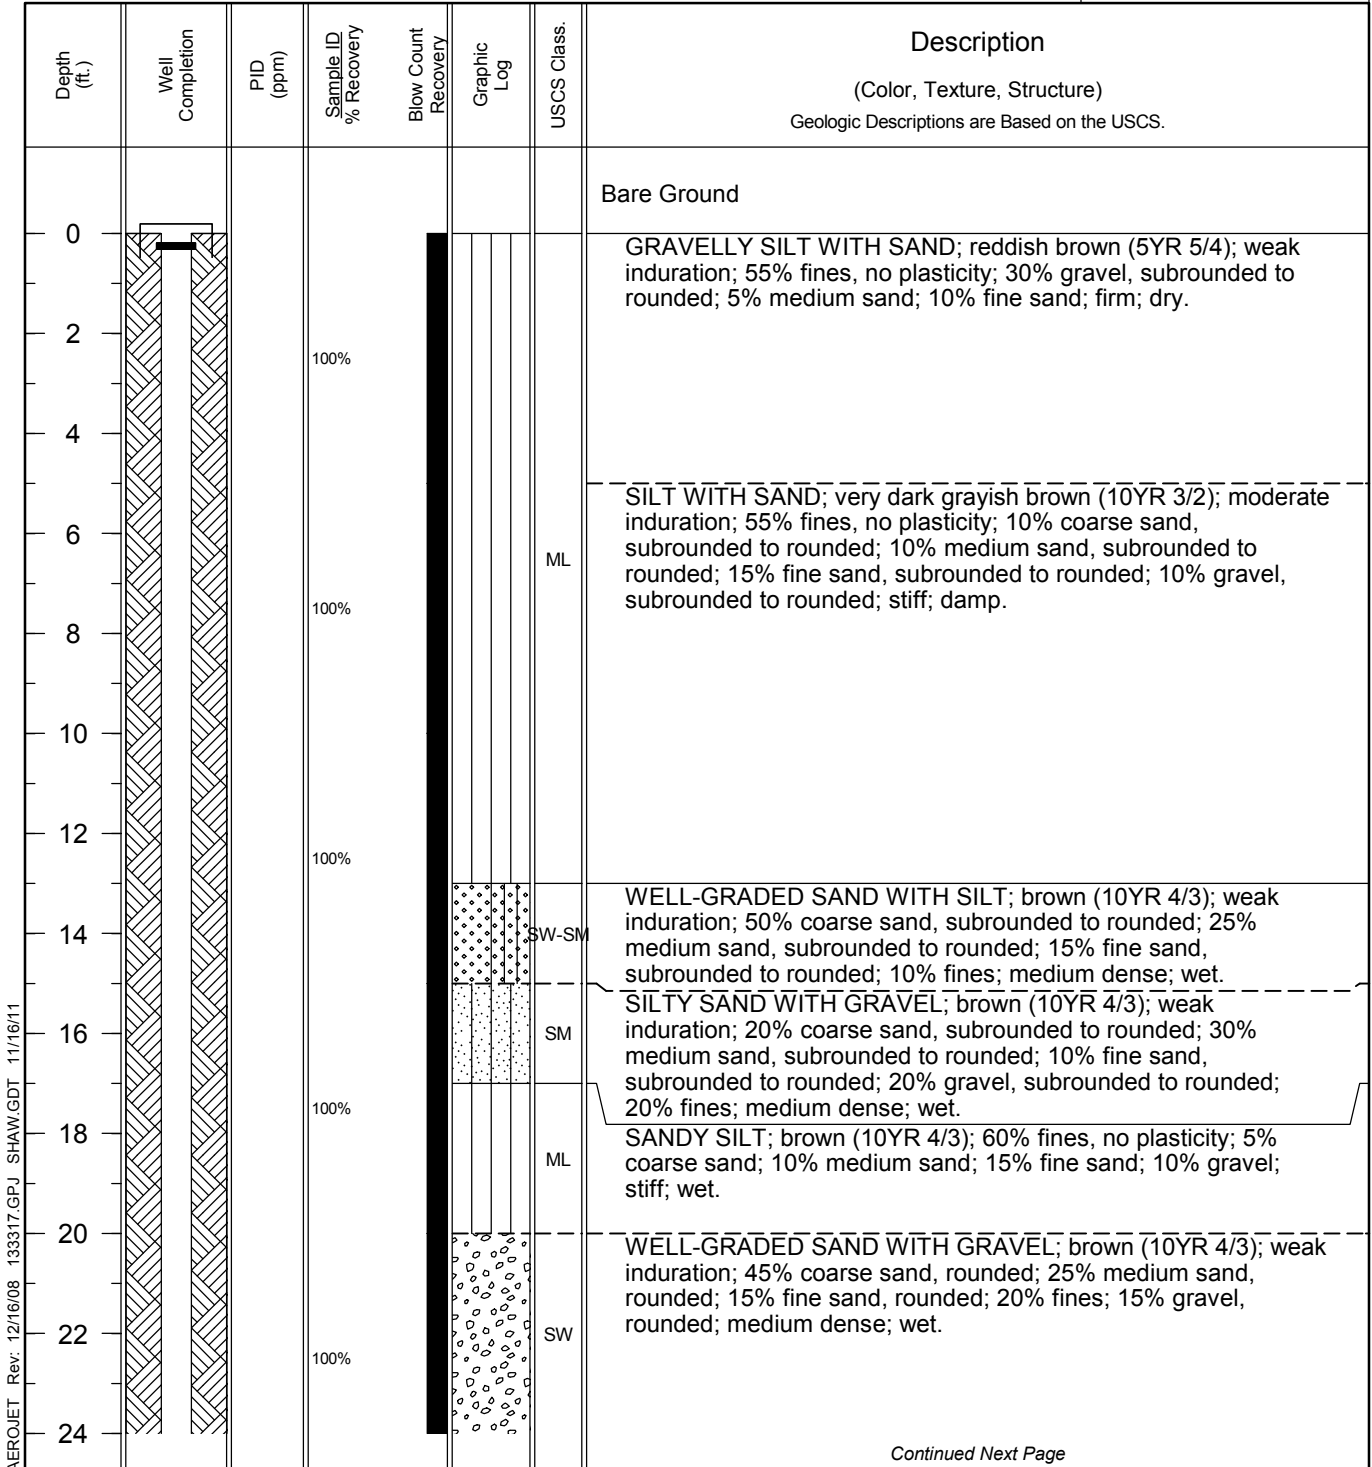 Depth
(ft.)
Well
Completion
PID
(ppm)
Sample ID
% Recovery
Blow Count
Recovery
Graphic
Log
USCS Class.
Description
(Color, Texture, Structure)
Geologic Descriptions are Based on the USCS.
Bare Ground
0
GRAVELLY SILT WITH SAND; reddish brown (5YR 5/4); weak
induration; 55% fines, no plasticity; 30% gravel, subrounded to
rounded; 5% medium sand; 10% fine sand; firm; dry.
2
100%
4
SILT WITH SAND; very dark grayish brown (10YR 3/2); moderate
induration; 55% fines, no plasticity; 10% coarse sand,
subrounded to rounded; 10% medium sand, subrounded to
rounded; 15% fine sand, subrounded to rounded; 10% gravel,
subrounded to rounded; stiff; damp.
6
ML
100%
8
10
12
100%
WELL-GRADED SAND WITH SILT; brown (10YR 4/3); weak
induration; 50% coarse sand, subrounded to rounded; 25%
medium sand, subrounded to rounded; 15% fine sand,
subrounded to rounded; 10% fines; medium dense; wet.
14
SW-SM
SILTY SAND WITH GRAVEL; brown (10YR 4/3); weak
induration; 20% coarse sand, subrounded to rounded; 30%
medium sand, subrounded to rounded; 10% fine sand,
subrounded to rounded; 20% gravel, subrounded to rounded;
20% fines; medium dense; wet.
16
SM
100%
18
SANDY SILT; brown (10YR 4/3); 60% fines, no plasticity; 5%
coarse sand; 10% medium sand; 15% fine sand; 10% gravel;
stiff; wet.
ML
20
WELL-GRADED SAND WITH GRAVEL; brown (10YR 4/3); weak
induration; 45% coarse sand, rounded; 25% medium sand,
rounded; 15% fine sand, rounded; 20% fines; 15% gravel,
rounded; medium dense; wet.
22
SW
100%
24
Continued Next Page
AEROJET Rev: 12/16/08 133317.GPJ SHAW.GDT 11/16/11